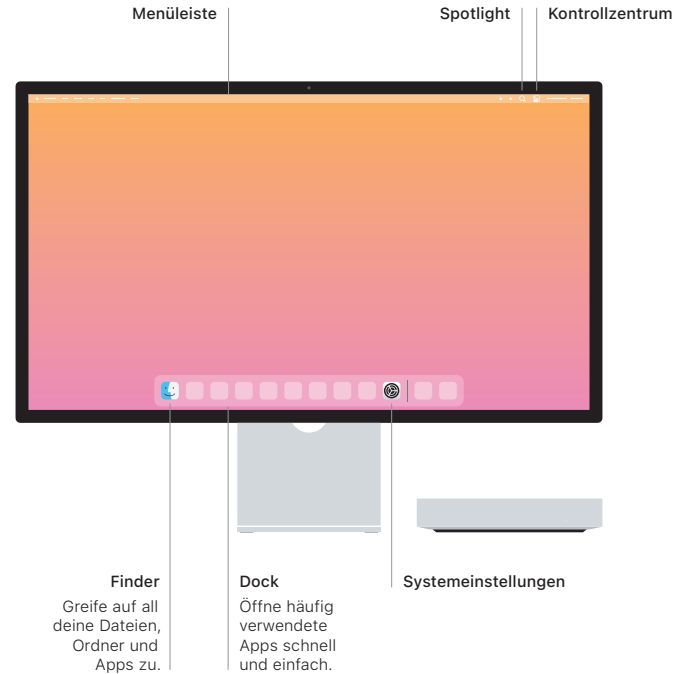 Menüleiste
Spotlight
Kontrollzentrum
Finder
Greife auf all
deine Dateien,
Ordner und
Apps zu.
Dock
Öffne häufig
verwendete
Apps schnell
und einfach.
Systemeinstellungen